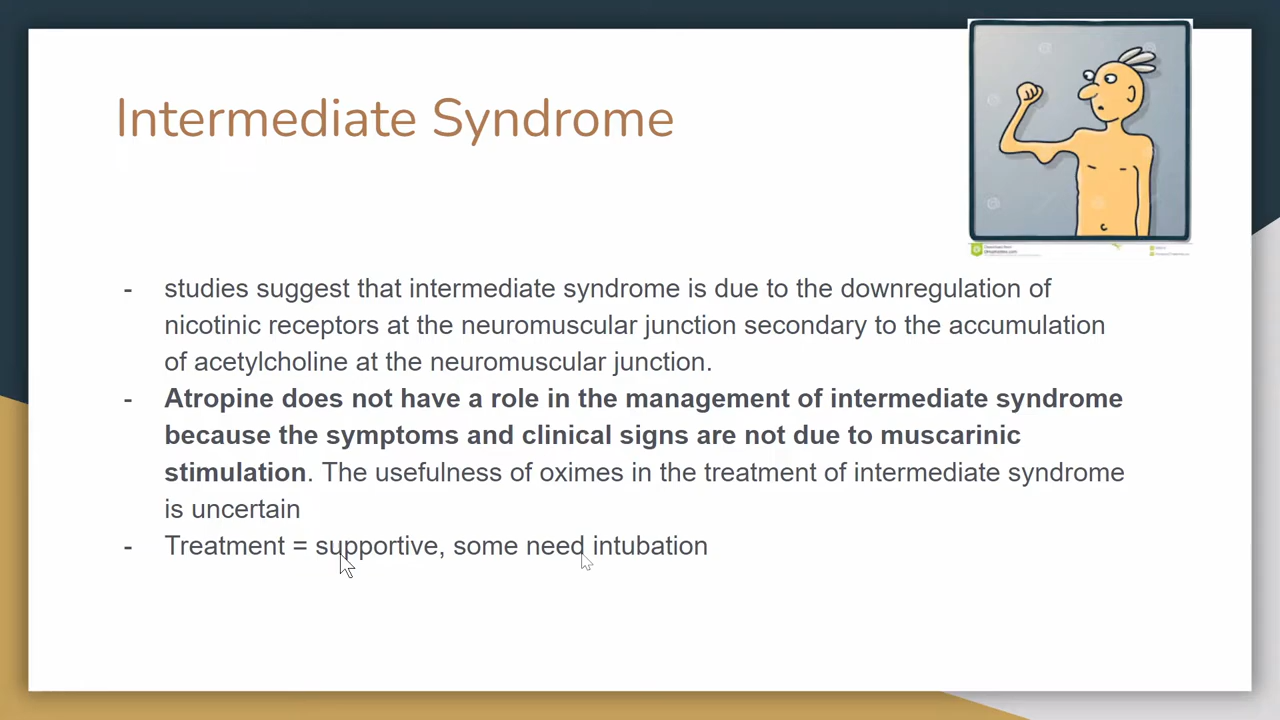 Intermediate Syndrome
- studies suggest that intermediate syndrome is due to the downregulation of
nicotinic receptors at the neuromuscular junction secondary to the accumulation
of acetylcholine at the neuromuscular junction.
- Atropine does not have a role in the management of intermediate syndrome
because the symptoms and clinical signs are not due to muscarinic
stimulation. The usefulness of oximes in the treatment of intermediate syndrome
is uncertain
- Treatment = supportive, some need intubation